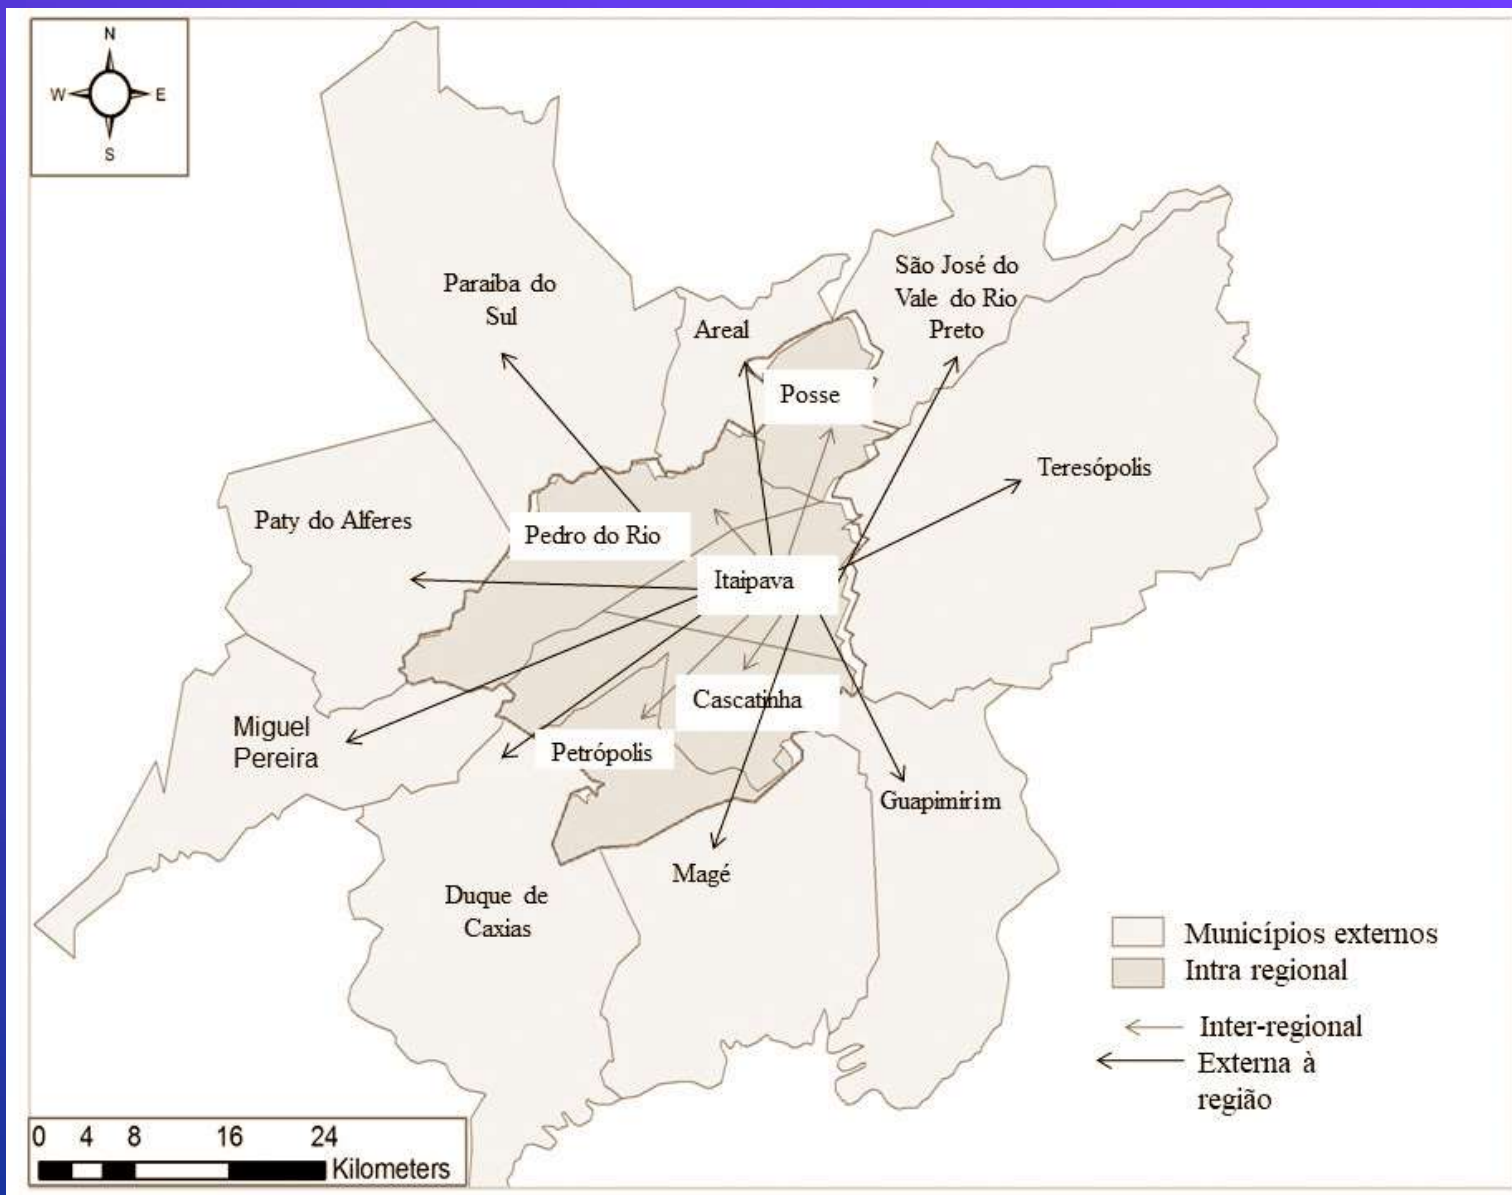 N
W E
S
Paraíba do
Sul
Areal
São José do
Vale do Rio
Preto
Posse
Teresópolis
Paty do Alferes
Pedro do Rio
Itaipava
Cascatinha
Miguel
Pereira
Petrópolis
Guapimirim
Magé
Duque de
Caxias
Municípios externos
Intra regional
Inter-regional
Externa à
região
0 4 8 16 24
Kilometers